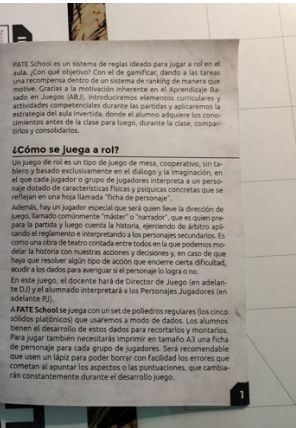 FATE School es un sistema de reglas ideado para jugar a rol en el
aula. ¿Con qué objetivo? Con el de gamificar, dando a las tareas
una recompensa dentro de un sistema de ranking de manera que
motive. Gracias a la motivación inherente en el Aprendizaje Ba-
sado en Juegos (ABJ), introduciremos elementos curriculares y
actividades competenciales durante las partidas y aplicaremos la
estrategia del aula invertida, donde el alumno adquiere los cono-
cimientos antes de la clase para luego, durante la clase, compar-
tirlos y consolidarlos.
¿Cómo se juega a rol?
Un juego de rol es un tipo de juego de mesa, cooperativo, sin ta-
blero y basado exclusivamente en el diálogo y la imaginación, en
el que cada jugador o grupo de jugadores interpreta a un perso-
naje dotado de características físicas y psíquicas concretas que se
reflejan en una hoja llamada "ficha de personaje".
Además, hay un jugador especial que será quien lleve la dirección de
juego, llamado comúnmente "máster" o "narrador", que es quien pre-
para la partida y luego cuenta la historia, ejerciendo de árbitro apli-
cando el reglamento e interpretando a los personajes secundarios. Es
como una obra de teatro contada entre todos en la que podemos mo-
delar la historia con nuestras acciones y decisiones y, en caso de que
haya que resolver algún tipo de acción que encierre cierta dificultad,
acudir a los dados para averiguar si el personaje lo logra o no.
En este juego, el docente hará de Director de Juego (en adelan-
te DJ) y el alumnado interpretará a los Personajes Jugadores (en
adelante PJ).
A FATE School se juega con un set de poliedros regulares (los cinco
sólidos platónicos) que usaremos a modo de dados. Los alumnos
tienen el desarrollo de estos dados para recortarlos y montarlos.
Para jugar también necesitarás imprimir en tamaño A3 una ficha
de personaje para cada grupo de jugadores. Será recomendable
que usen un lápiz para poder borrar con facilidad los errores que
cometan al apuntar los aspectos o las puntuaciones, que cambia-
rán constantemente durante el desarrollo juego.
1